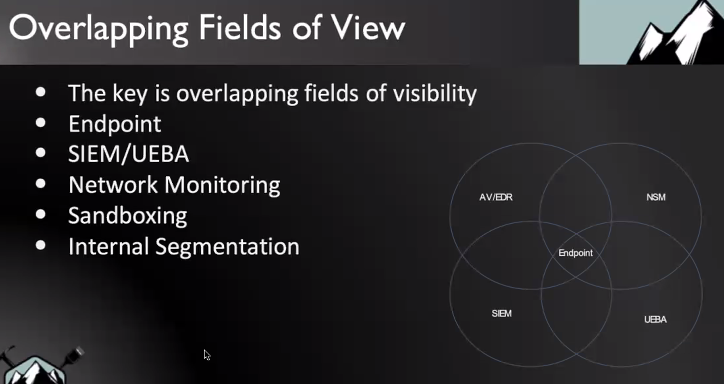 Overlapping Fields of View
• The key is overlapping fields of visibility
• Endpoint
• SIEM/UEBA
• Network Monitoring
• Sandboxing
• Internal Segmentation
AV/EDR
NSM
Endpoint
SIEM
UEBA